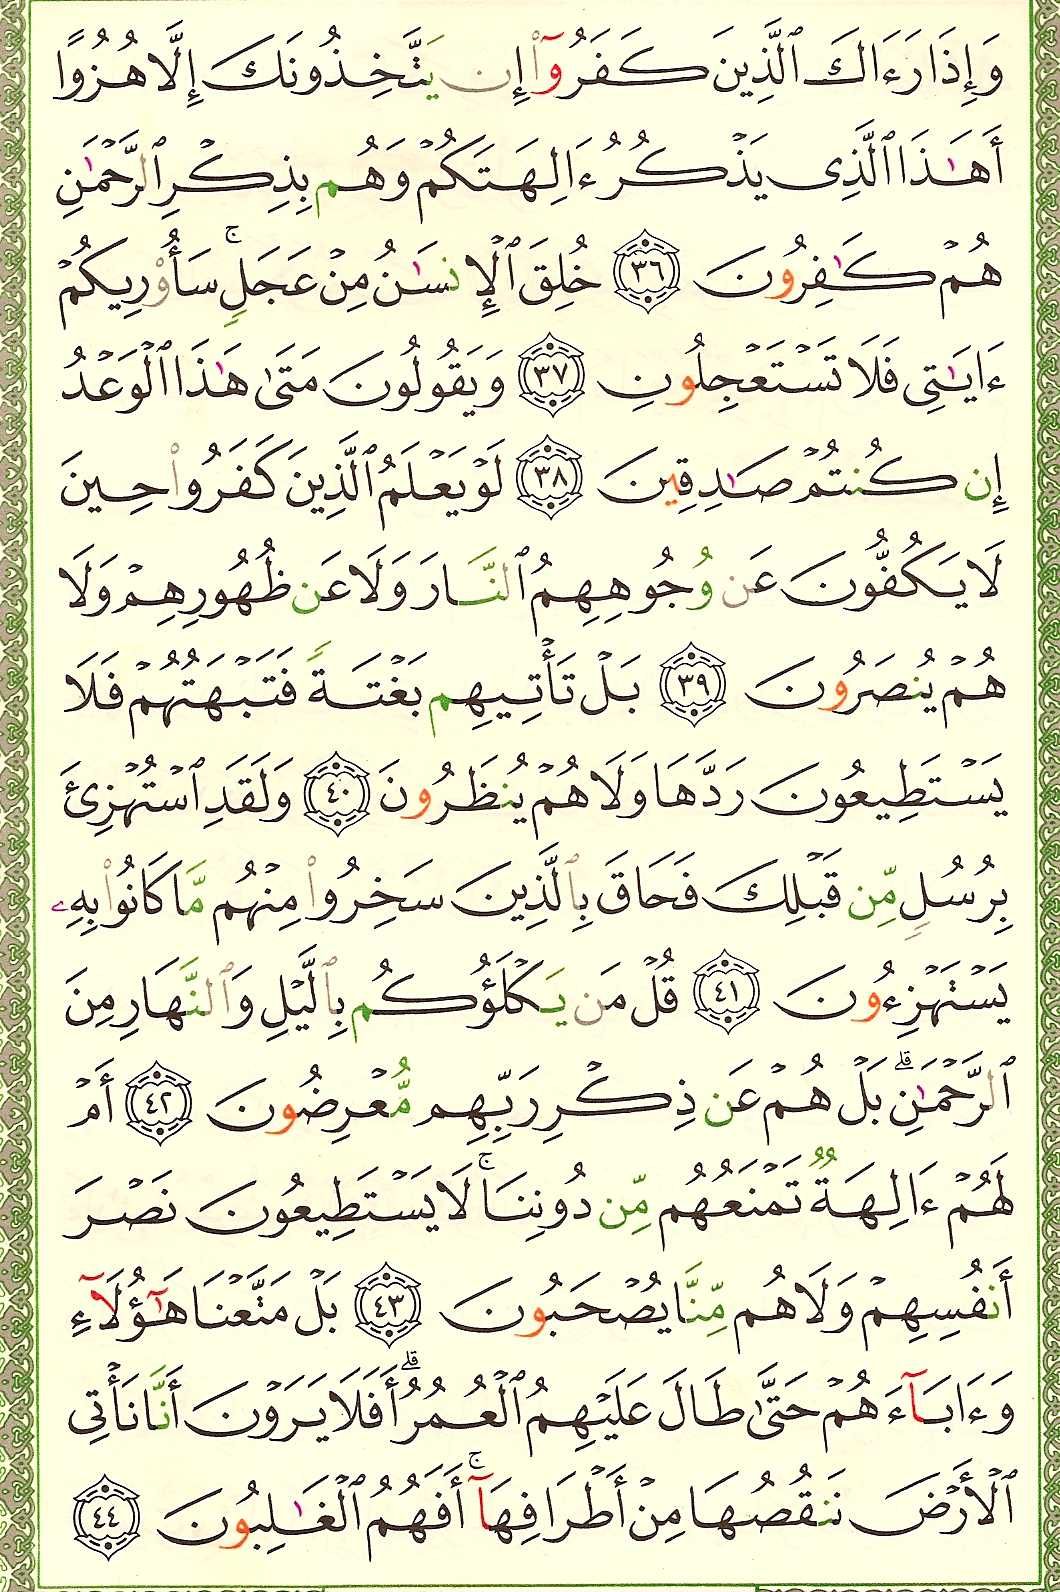 وَإِذَا رَءَاكَ ٱلَّذِينَ كَفَرُوٓا۟ إِن يَتَّخِذُونَكَ إِلَّا هُزُوًا
أَهَٰذَا ٱلَّذِى يَذْكُرُ ءَالِهَتَكُمْ وَهُم بِذِكْرِ ٱلرَّحْمَٰنِ
هُمْ كَٰفِرُونَ ٣٦ خُلِقَ ٱلْإِنسَٰنُ مِنْ عَجَلٍۢ ۚ سَأُو۟رِيكُمْ
ءَايَٰتِى فَلَا تَسْتَعْجِلُونِ ٣٧ وَيَقُولُونَ مَتَىٰ هَٰذَا ٱلْوَعْدُ
إِن كُنتُمْ صَٰدِقِينَ ٣٨ لَوْ يَعْلَمُ ٱلَّذِينَ كَفَرُوا۟ حِينَ
لَا يَكُفُّونَ عَن وُجُوهِهِمُ ٱلنَّارَ وَلَا عَن ظُهُورِهِمْ وَلَا
هُمْ يُنصَرُونَ ٣٩ بَلْ تَأْتِيهِم بَغْتَةًۭ فَتَبْهَتُهُمْ فَلَا
يَسْتَطِيعُونَ رَدَّهَا وَلَا هُمْ يُنظَرُونَ ٤٠ وَلَقَدِ ٱسْتُهْزِئَ
بِرُسُلٍۢ مِّن قَبْلِكَ فَحَاقَ بِٱلَّذِينَ سَخِرُوا۟ مِنْهُم مَّا كَانُوا۟ بِهِۦ
يَسْتَهْزِءُونَ ٤١ قُلْ مَن يَكْلَؤُكُم بِٱلَّيْلِ وَٱلنَّهَارِ مِنَ
ٱلرَّحْمَٰنِ ۗ بَلْ هُمْ عَن ذِكْرِ رَبِّهِم مُّعْرِضُونَ ٤٢ أَمْ
لَهُمْ ءَالِهَةٌۭ تَمْنَعُهُم مِّن دُونِنَا ۚ لَا يَسْتَطِيعُونَ نَصْرَ
أَنفُسِهِمْ وَلَا هُم مِّنَّا يُصْحَبُونَ ٤٣ بَلْ مَتَّعْنَا هَٰٓؤُلَآءِ
وَءَابَآءَهُمْ حَتَّىٰ طَالَ عَلَيْهِمُ ٱلْعُمُرُ ۗ أَفَلَا يَرَوْنَ أَنَّا نَأْتِى
ٱلْأَرْضَ نَنقُصُهَا مِنْ أَطْرَافِهَآ ۚ أَفَهُمُ ٱلْغَٰلِبُونَ ٤٤